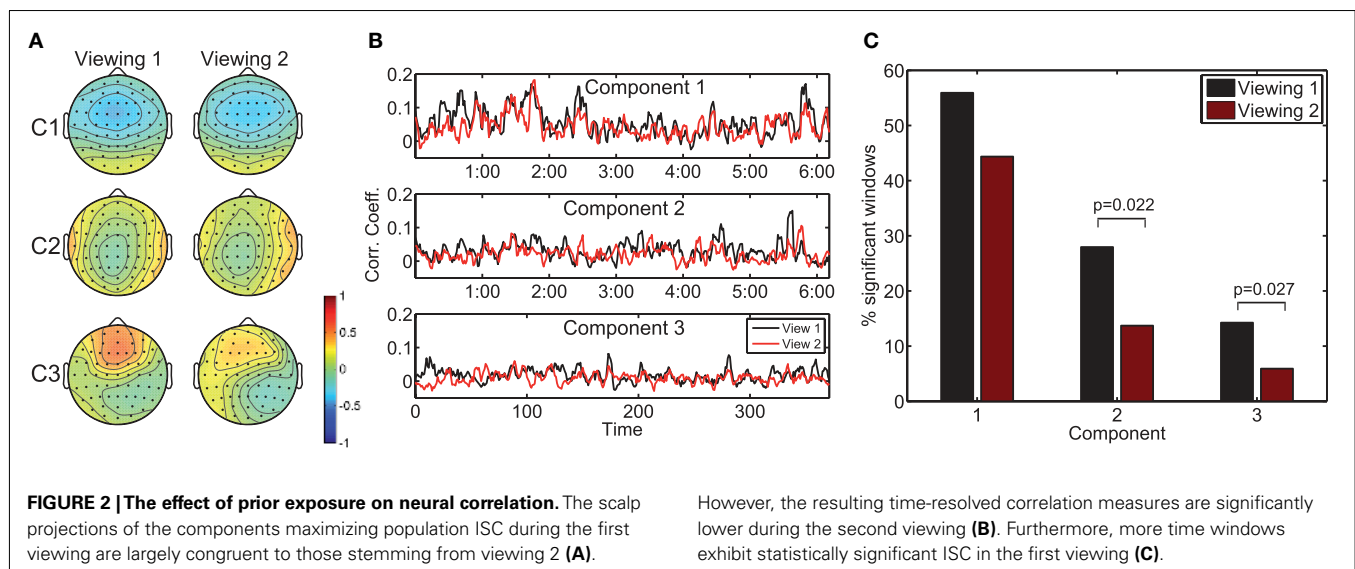 A
Viewing 1 Viewing 2
C1
C2
C3
1
0.5
0
-0.5
-1
B
Corr. Coeff.
0.2
0.1
0
Component 1
1:00 2:00 3:00 4:00 5:00 6:00
0.2
0.1
0
Component 2
1:00 2:00 3:00 4:00 5:00 6:00
0.2
0.1
0
Component 3
View 1
View 2
0 100 200 300
Time
C
% significant windows
60
50
40
30
20
10
0
Viewing 1
Viewing 2
p=0.022
p=0.027
1 2 3
Component
FIGURE 2 | The effect of prior exposure on neural correlation. The scalp
projections of the components maximizing population ISC during the first
viewing are largely congruent to those stemming from viewing 2 (A).
However, the resulting time-resolved correlation measures are significantly
lower during the second viewing (B). Furthermore, more time windows
exhibit statistically significant ISC in the first viewing (C).